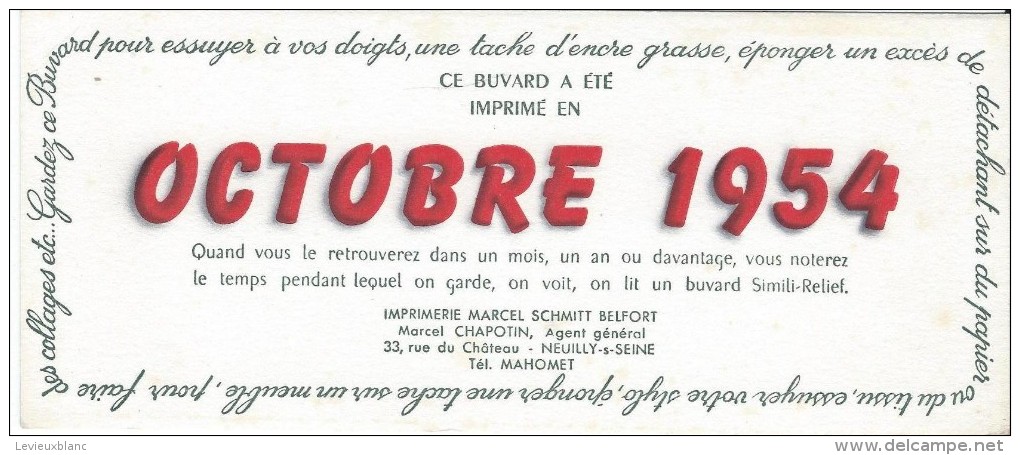 Gardez ce Buvard pour essuyer à vos doigts, une tache d'encre grasse, éponger un excès de
détachant sur du papier
ou du tissu, essuyer votre stylo, éponger une tache sur un meuble, pour faire
des collages etc...
CE BUVARD A ÉTÉ
IMPRIMÉ EN
OCTOBRE 1954
Quand vous le retrouverez dans un mois, un an ou davantage, vous noterez
le temps pendant lequel on garde, on voit, on lit un buvard Simili-Relief.
IMPRIMERIE MARCEL SCHMITT BELFORT
Marcel CHAPOTIN, Agent général
33, rue du Château - NEUILLY-s-SEINE
Tél. MAHOMET
Levieuxblanc
delcampe.net